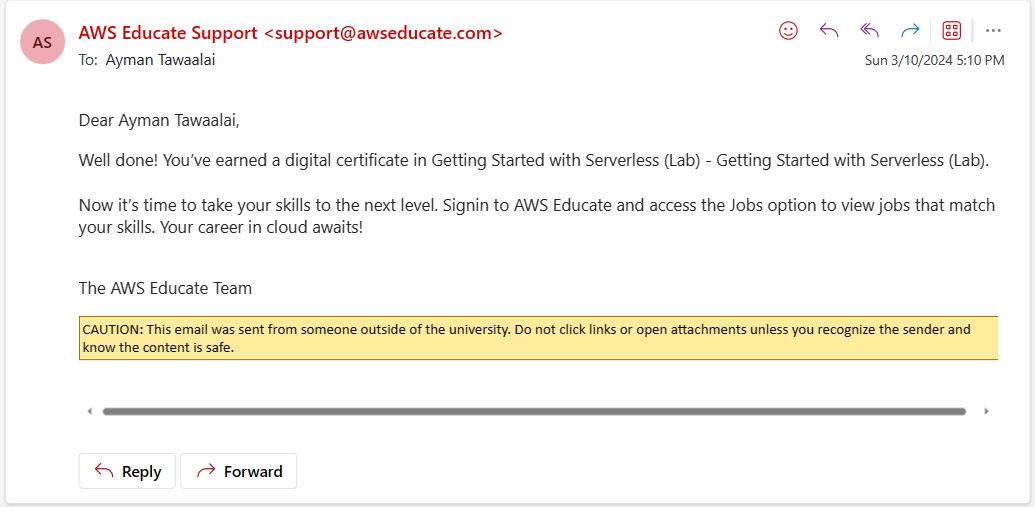 AS
AWS Educate Support <support@awseducate.com>
To: Ayman Tawaalai
Sun 3/10/2024 5:10 PM
Dear Ayman Tawaalai,
Well done! You’ve earned a digital certificate in Getting Started with Serverless (Lab) - Getting Started with Serverless (Lab).
Now it’s time to take your skills to the next level. Signin to AWS Educate and access the Jobs option to view jobs that match
your skills. Your career in cloud awaits!
The AWS Educate Team
CAUTION: This email was sent from someone outside of the university. Do not click links or open attachments unless you recognize the sender and
know the content is safe.
Reply
Forward